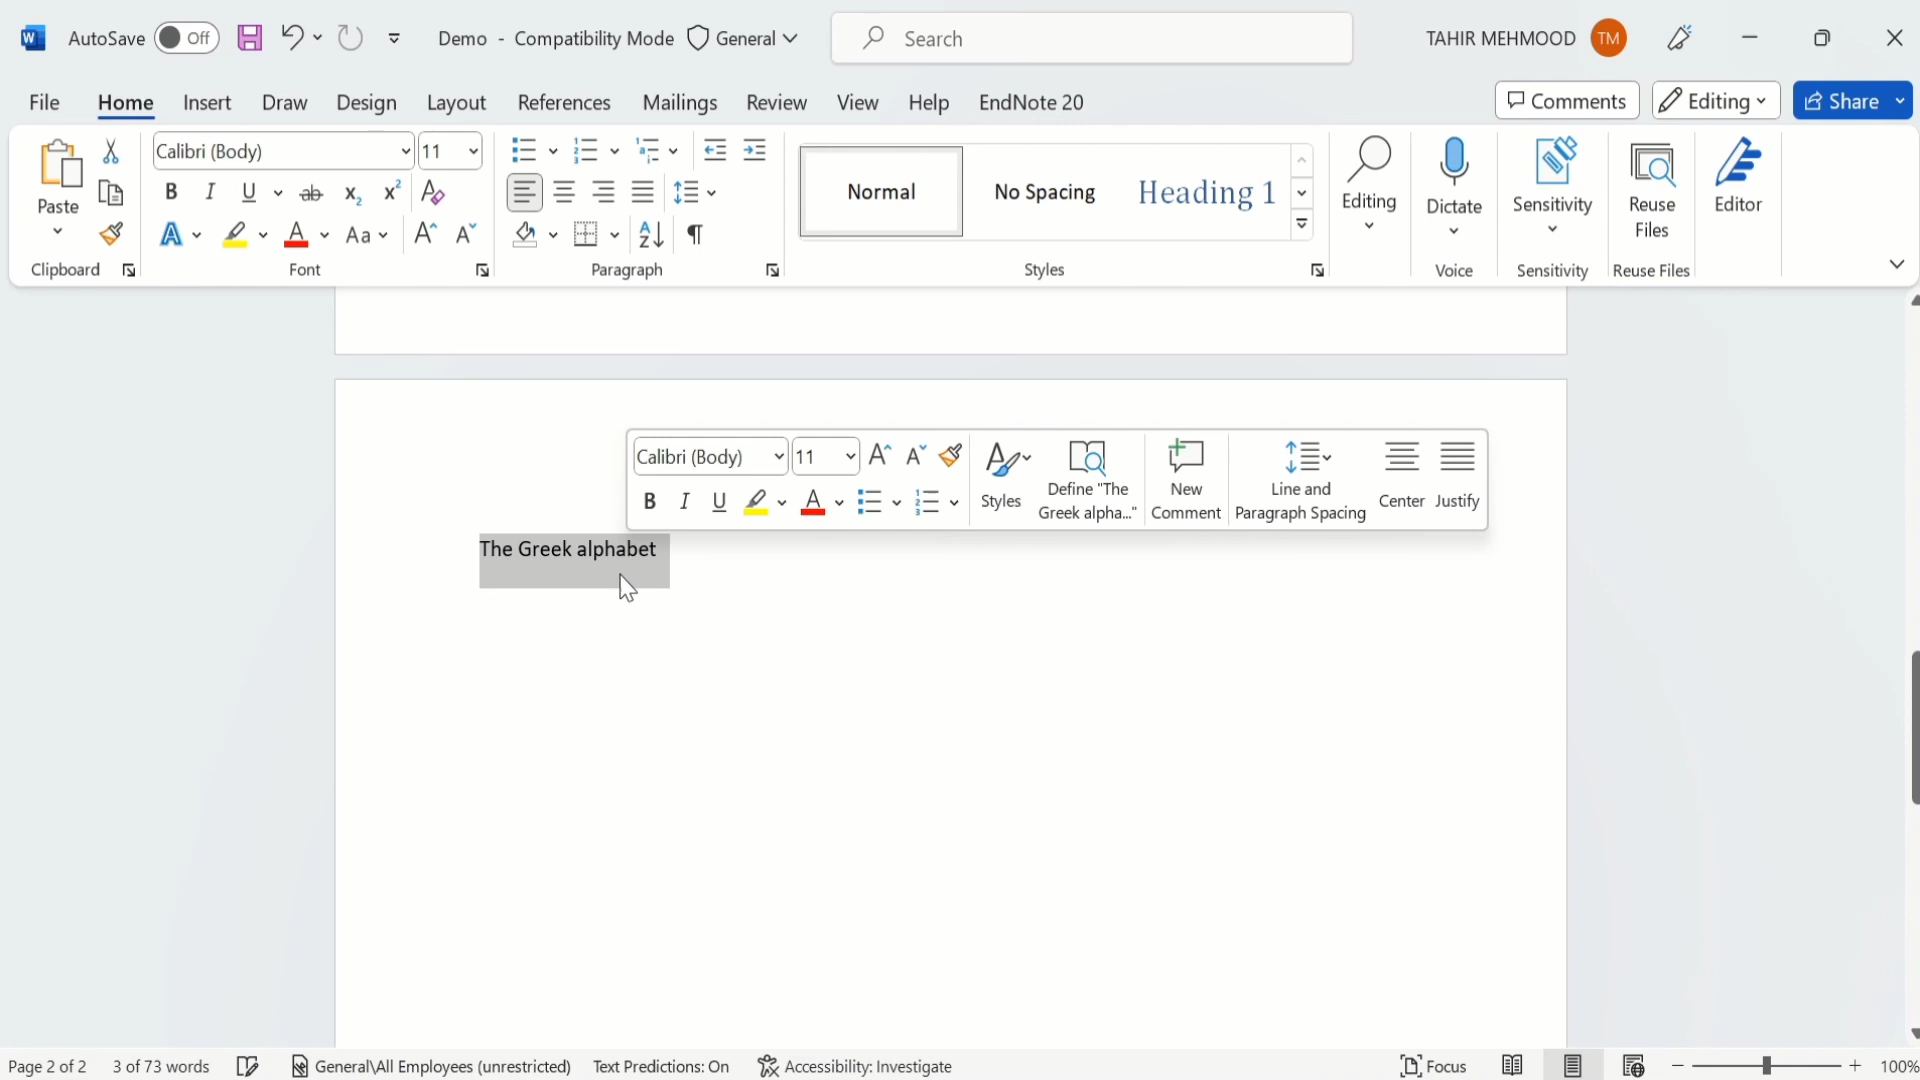 AutoSave Off Demo - Compatibility Mode General Search TAHIR MEHMOOD TM
File Home Insert Draw Design Layout References Mailings Review View Help EndNote 20 Comments Editing Share
Paste
Clipboard
Calibri (Body) 11
B I U ab x₂ x² A
A A Aa A A
Font
Paragraph
Normal No Spacing Heading 1
Styles
Editing
Dictate
Voice
Sensitivity
Sensitivity
Reuse
Files
Reuse Files
Editor
Calibri (Body) 11 A A
B I U A
Styles
Define "The
Greek alpha..."
New
Comment
Line and
Paragraph Spacing
Center
Justify
The Greek alphabet
Page 2 of 2 3 of 73 words General\All Employees (unrestricted) Text Predictions: On Accessibility: Investigate Focus 100%